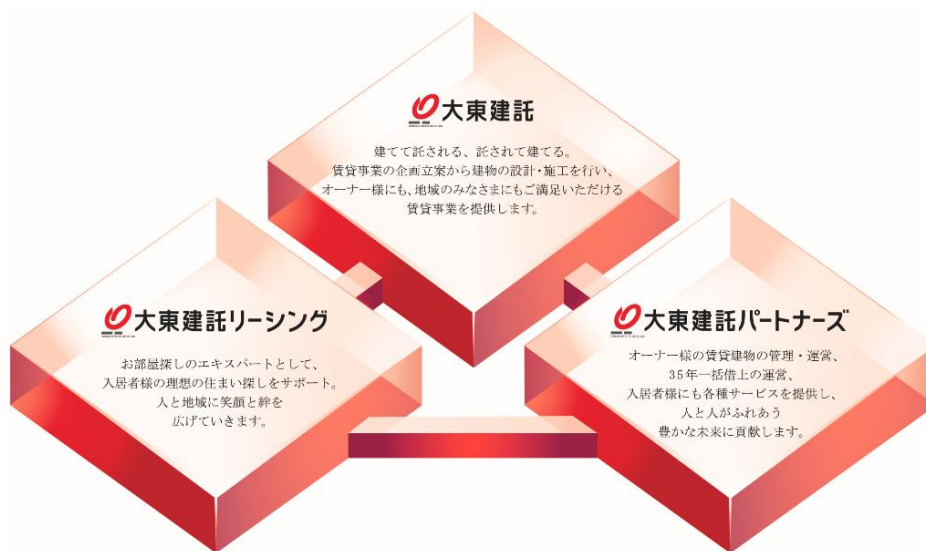 大東建託
建てて託される、託されて建てる。
賃貸事業の企画立案から建物の設計・施工を行い、
オーナー様にも、地域のみなさまにもご満足いただける
賃貸事業を提供します。
大東建託リーシング
お部屋探しのエキスパートとして、
入居者様の理想の住まい探しをサポート。
人と地域に笑顔と絆を
広げていきます。
大東建託パートナーズ
オーナー様の賃貸建物の管理・運営、
35年一括借上の運営、
入居者様にも各種サービスを提供し、
人と人がふれあう
豊かな未来に貢献します。